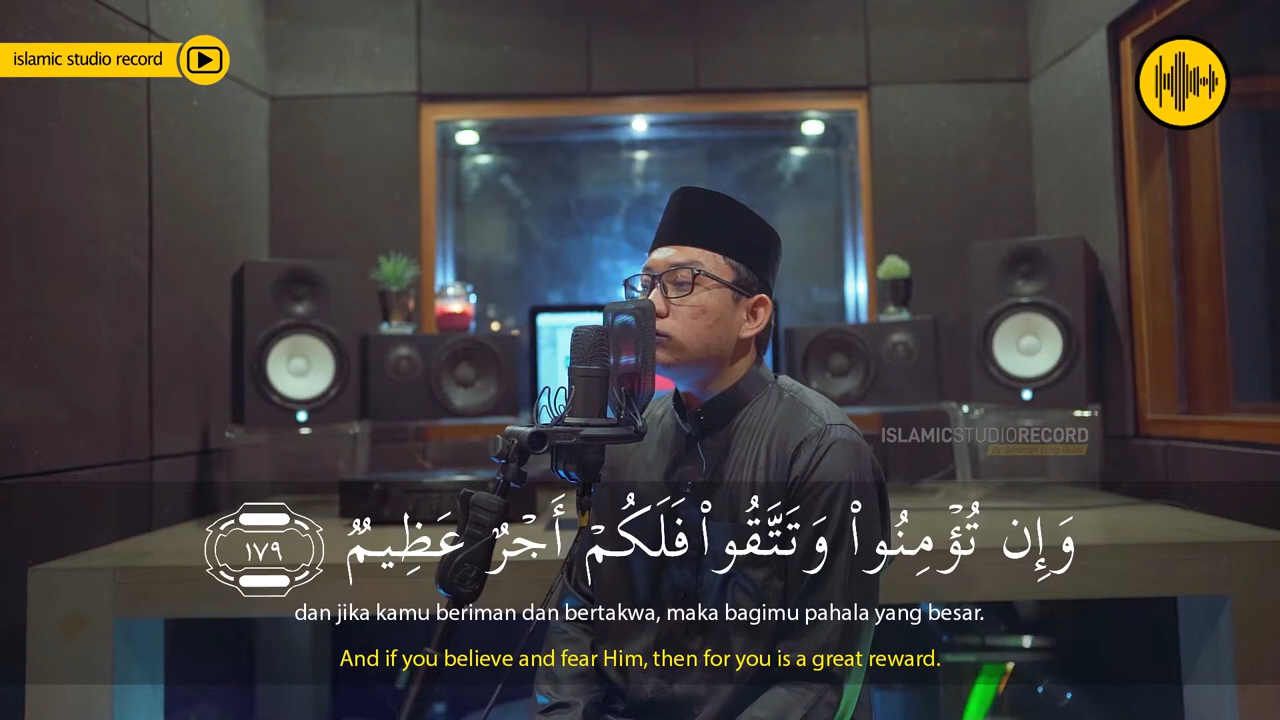 islamic studio record
ISLAMICSTUDIORECORD
وَإِن تُؤْمِنُوا۟ وَتَتَّقُوا۟ فَلَكُمْ أَجْرٌ عَظِيمٌ ١٧٩
dan jika kamu beriman dan bertakwa, maka bagimu pahala yang besar.
And if you believe and fear Him, then for you is a great reward.